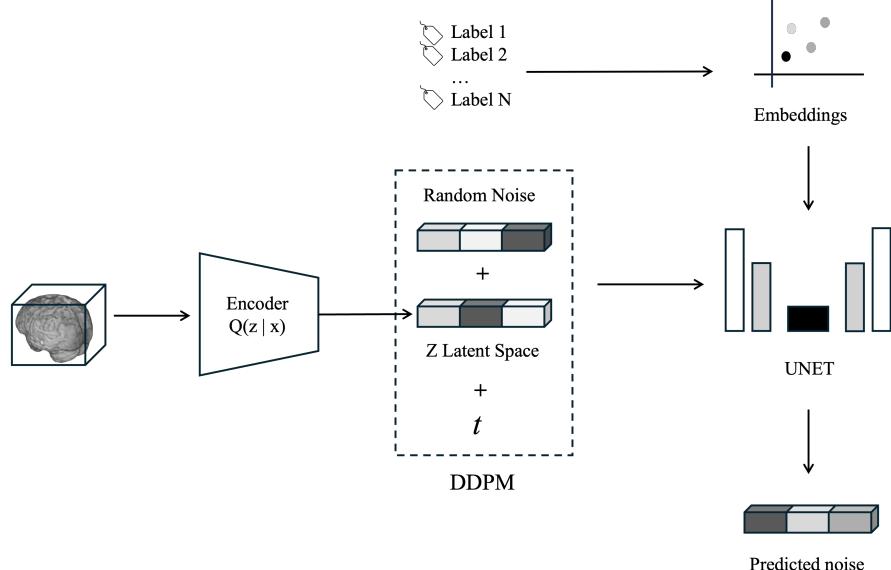 Label 1
Label 2
...
Label N
Embeddings
Random Noise
+
Encoder
Q(z | x)
Z Latent Space
+
t
DDPM
UNET
Predicted noise